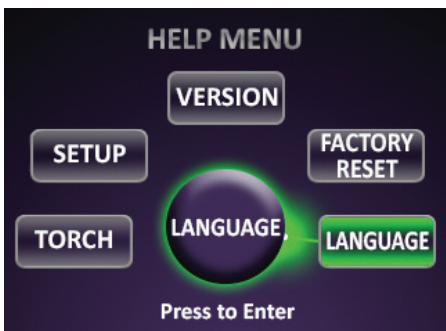 HELP MENU
VERSION
SETUP
FACTORY
RESET
TORCH
LANGUAGE
LANGUAGE
Press to Enter